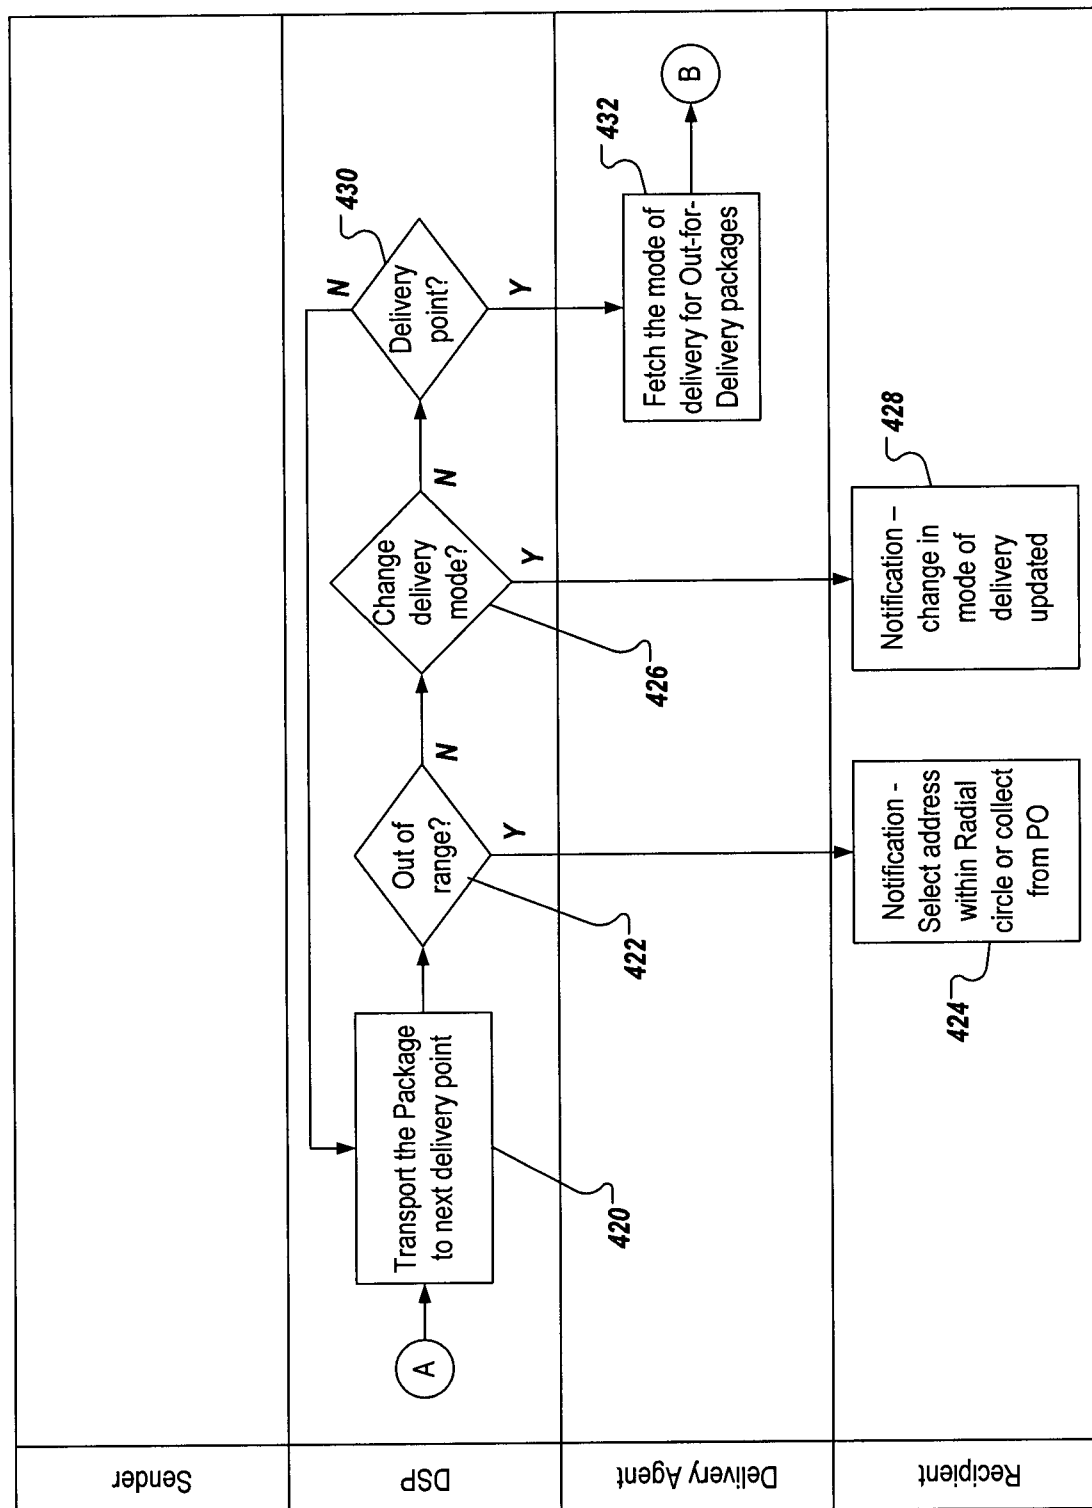 Sender
DSP
Delivery Agent
Recipient
A
Transport the Package
to next delivery point
420
Out of
range?
422
N
Y
Notification -
Select address
within Radial
circle or collect
from PO
424
Change
delivery
mode?
426
N
Y
Notification –
change in
mode of
delivery
updated
428
Delivery
point?
430
N
Y
Fetch the mode of
delivery for Out-for-
Delivery packages
432
B